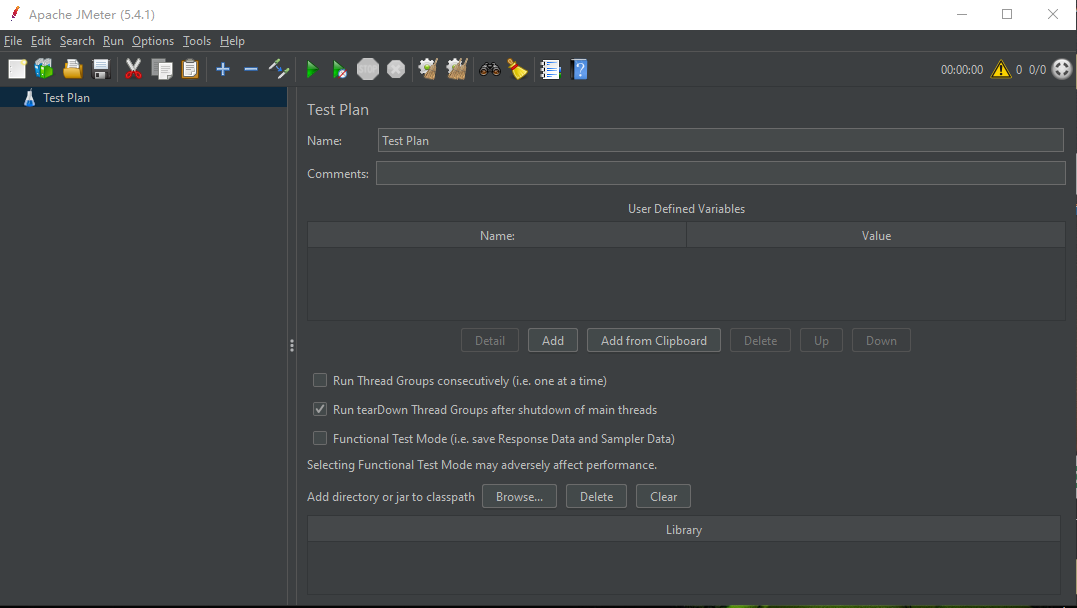 Apache JMeter (5.4.1)
File Edit Search Run Options Tools Help
00:00:00 0 0/0
Test Plan
Test Plan
Name: Test Plan
Comments:
User Defined Variables
Name: Value
Detail Add Add from Clipboard Delete Up Down
Run Thread Groups consecutively (i.e. one at a time)
Run tearDown Thread Groups after shutdown of main threads
Functional Test Mode (i.e. save Response Data and Sampler Data)
Selecting Functional Test Mode may adversely affect performance.
Add directory or jar to classpath Browse... Delete Clear
Library